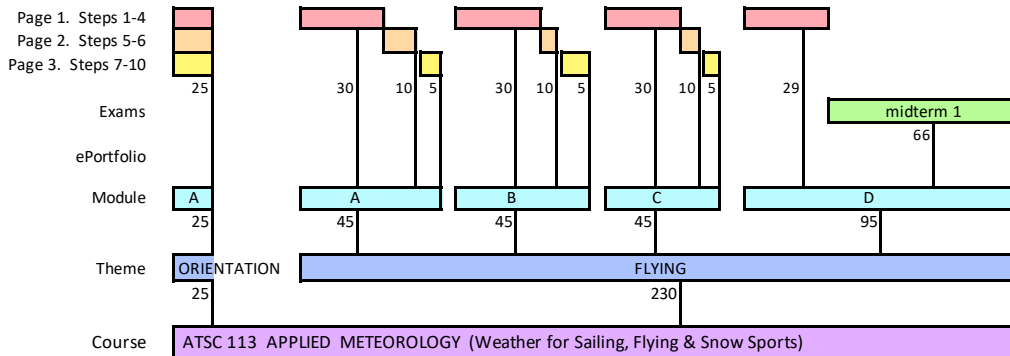 Page 1. Steps 1-4
Page 2. Steps 5-6
Page 3. Steps 7-10
25 30 10 5 30 10 5 30 10 5 29
Exams midterm 1
66
ePortfolio
Module A A B C D
25 45 45 45 95
Theme ORIENTATION FLYING
25 230
Course ATSC 113 APPLIED METEOROLOGY (Weather for Sailing, Flying & Snow Sports)